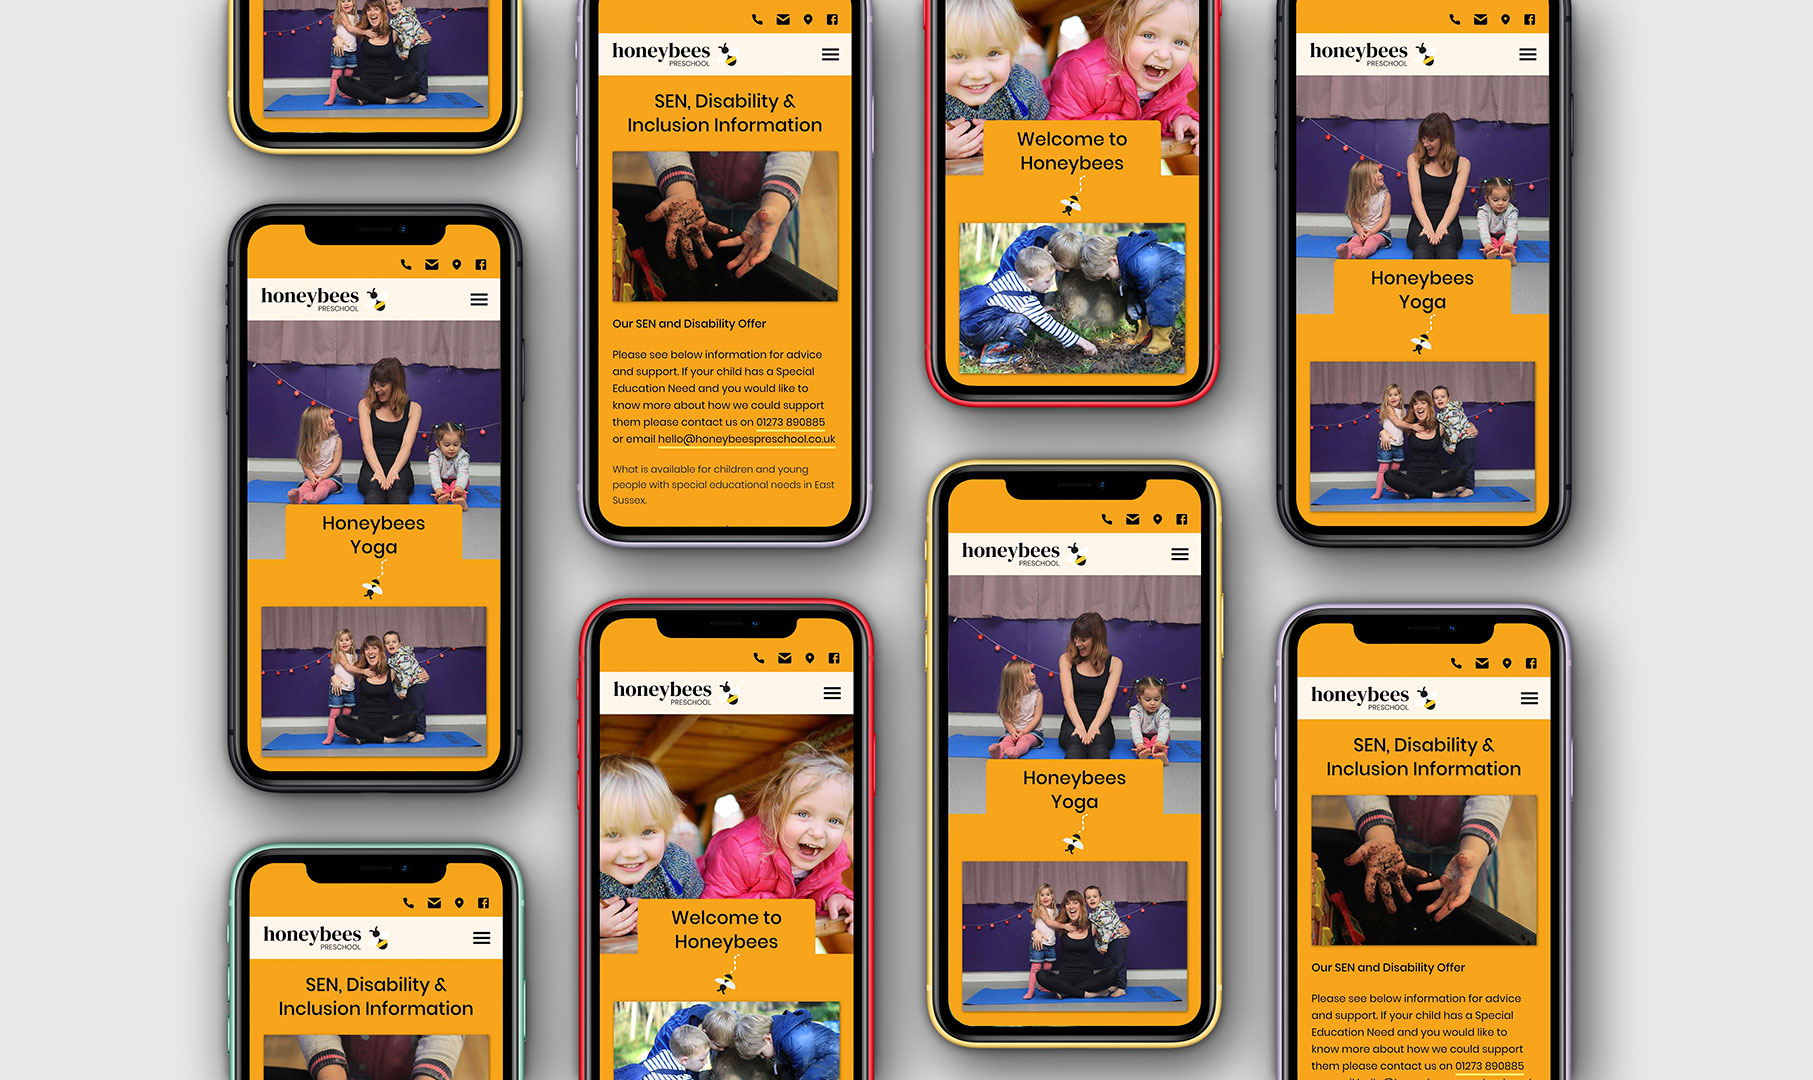 honeybees
PRESCHOOL
Honeybees
Yoga
honeybees
PRESCHOOL
SEN, Disability &
Inclusion Information
honeybees
PRESCHOOL
SEN, Disability &
Inclusion Information
Our SEN and Disability Offer
Please see below information for advice
and support. If your child has a Special
Education Need and you would like to
know more about how we could support
them please contact us on 01273 890885
or email hello@honeybeespreschool.co.uk
What is available for children and young
people with special educational needs in East
Sussex.
honeybees
PRESCHOOL
Welcome to
Honeybees
Welcome to
Honeybees
honeybees
PRESCHOOL
Honeybees
Yoga
honeybees
PRESCHOOL
Honeybees
Yoga
honeybees
PRESCHOOL
SEN, Disability &
Inclusion Information
Our SEN and Disability Offer
Please see below information for advice
and support. If your child has a Special
Education Need and you would like to
know more about how we could support
them please contact us on 01273 890885